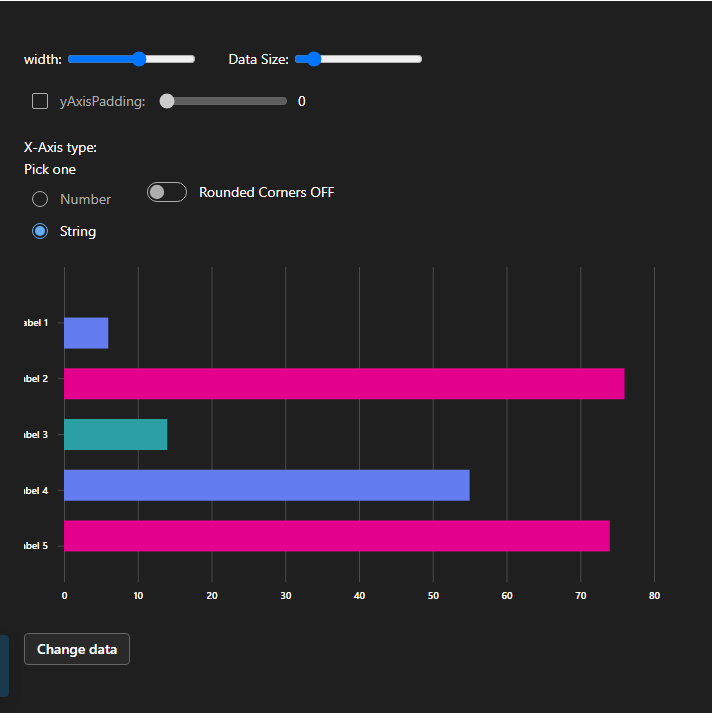 width: Data Size:
yAxisPadding: 0
X-Axis type:
Pick one
Number Rounded Corners OFF
String
abel 1
abel 2
abel 3
abel 4
abel 5
0 10 20 30 40 50 60 70 80
Change data